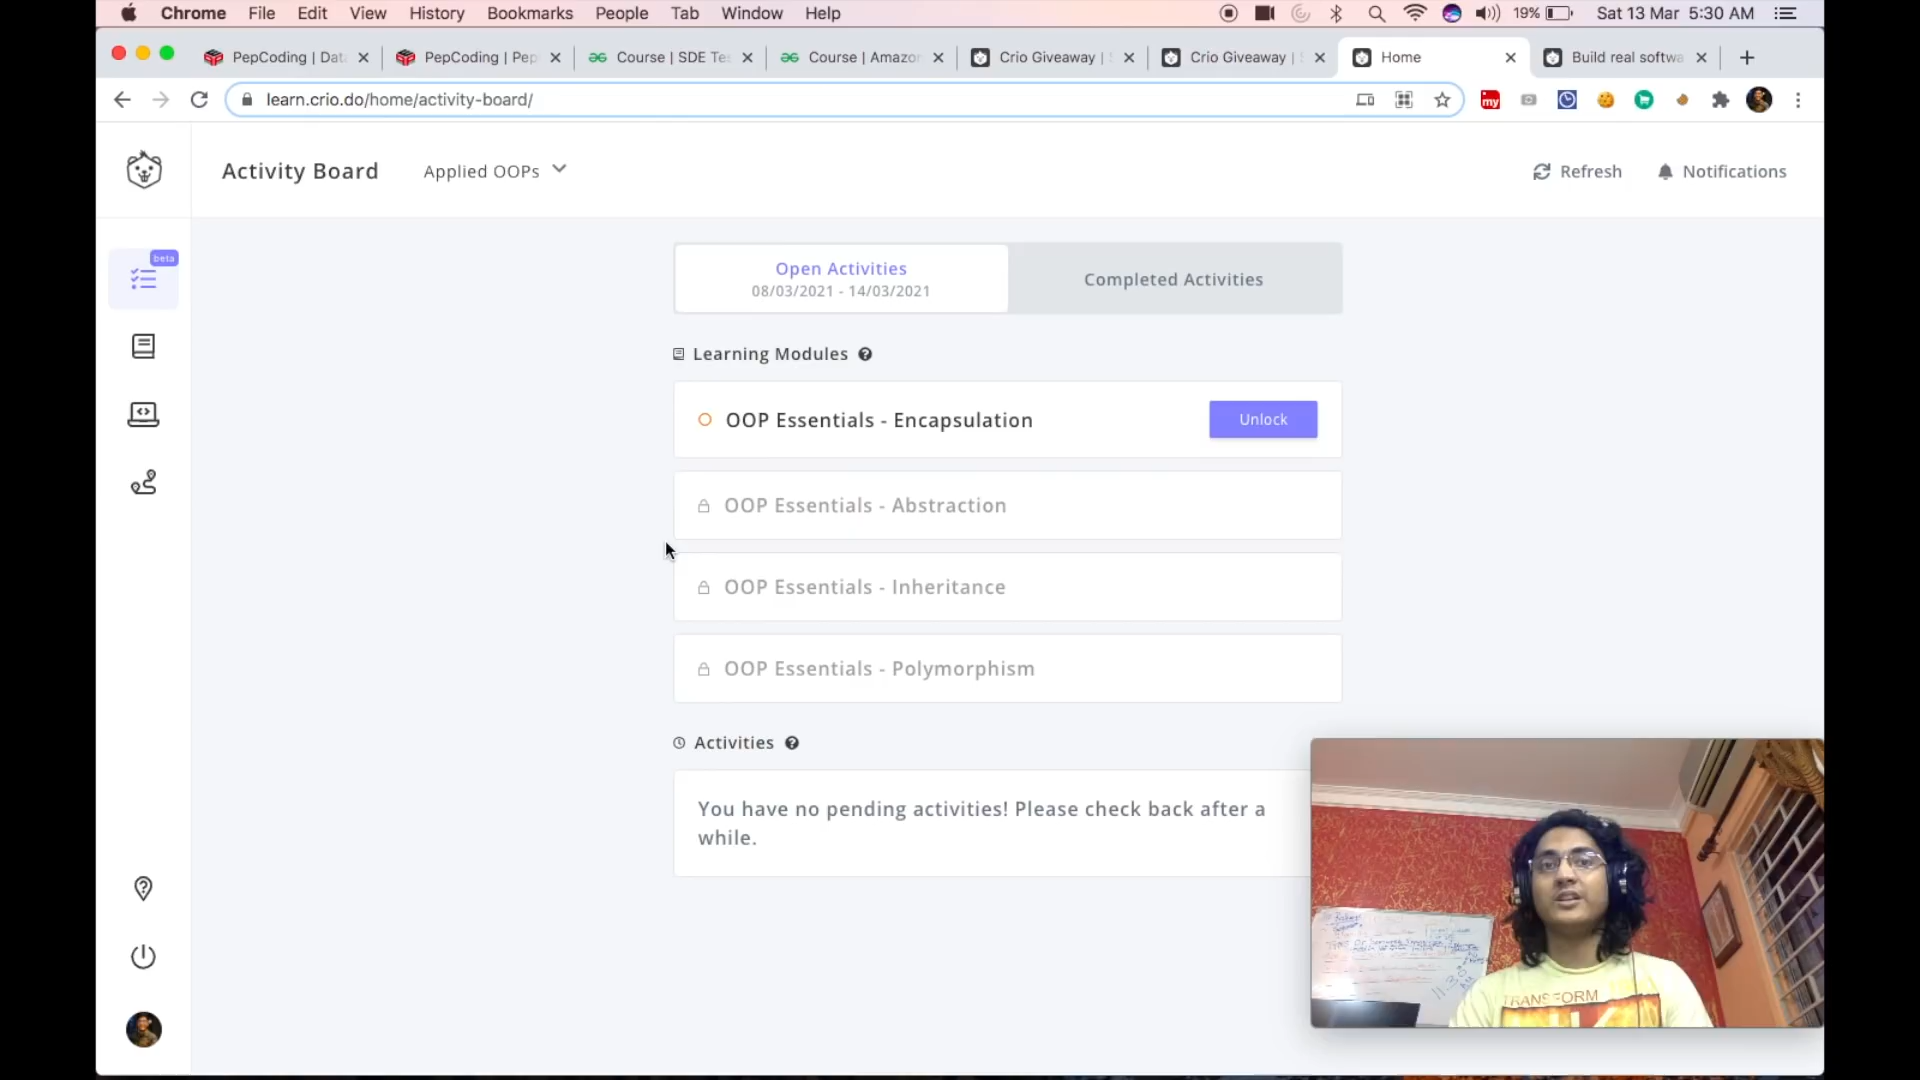 Chrome File Edit View History Bookmarks People Tab Window Help 19% Sat 13 Mar 5:30 AM
PepCoding | Dat PepCoding | Pep Course | SDE Te Course | Amazo Crio Giveaway | Crio Giveaway | Home Build real softwa
learn.crio.do/home/activity-board/
my
Activity Board Applied OOPs Refresh Notifications
beta
Open Activities
08/03/2021 - 14/03/2021
Completed Activities
Learning Modules
OOP Essentials - Encapsulation Unlock
OOP Essentials - Abstraction
OOP Essentials - Inheritance
OOP Essentials - Polymorphism
Activities
You have no pending activities! Please check back after a
while.
TRANSFORM